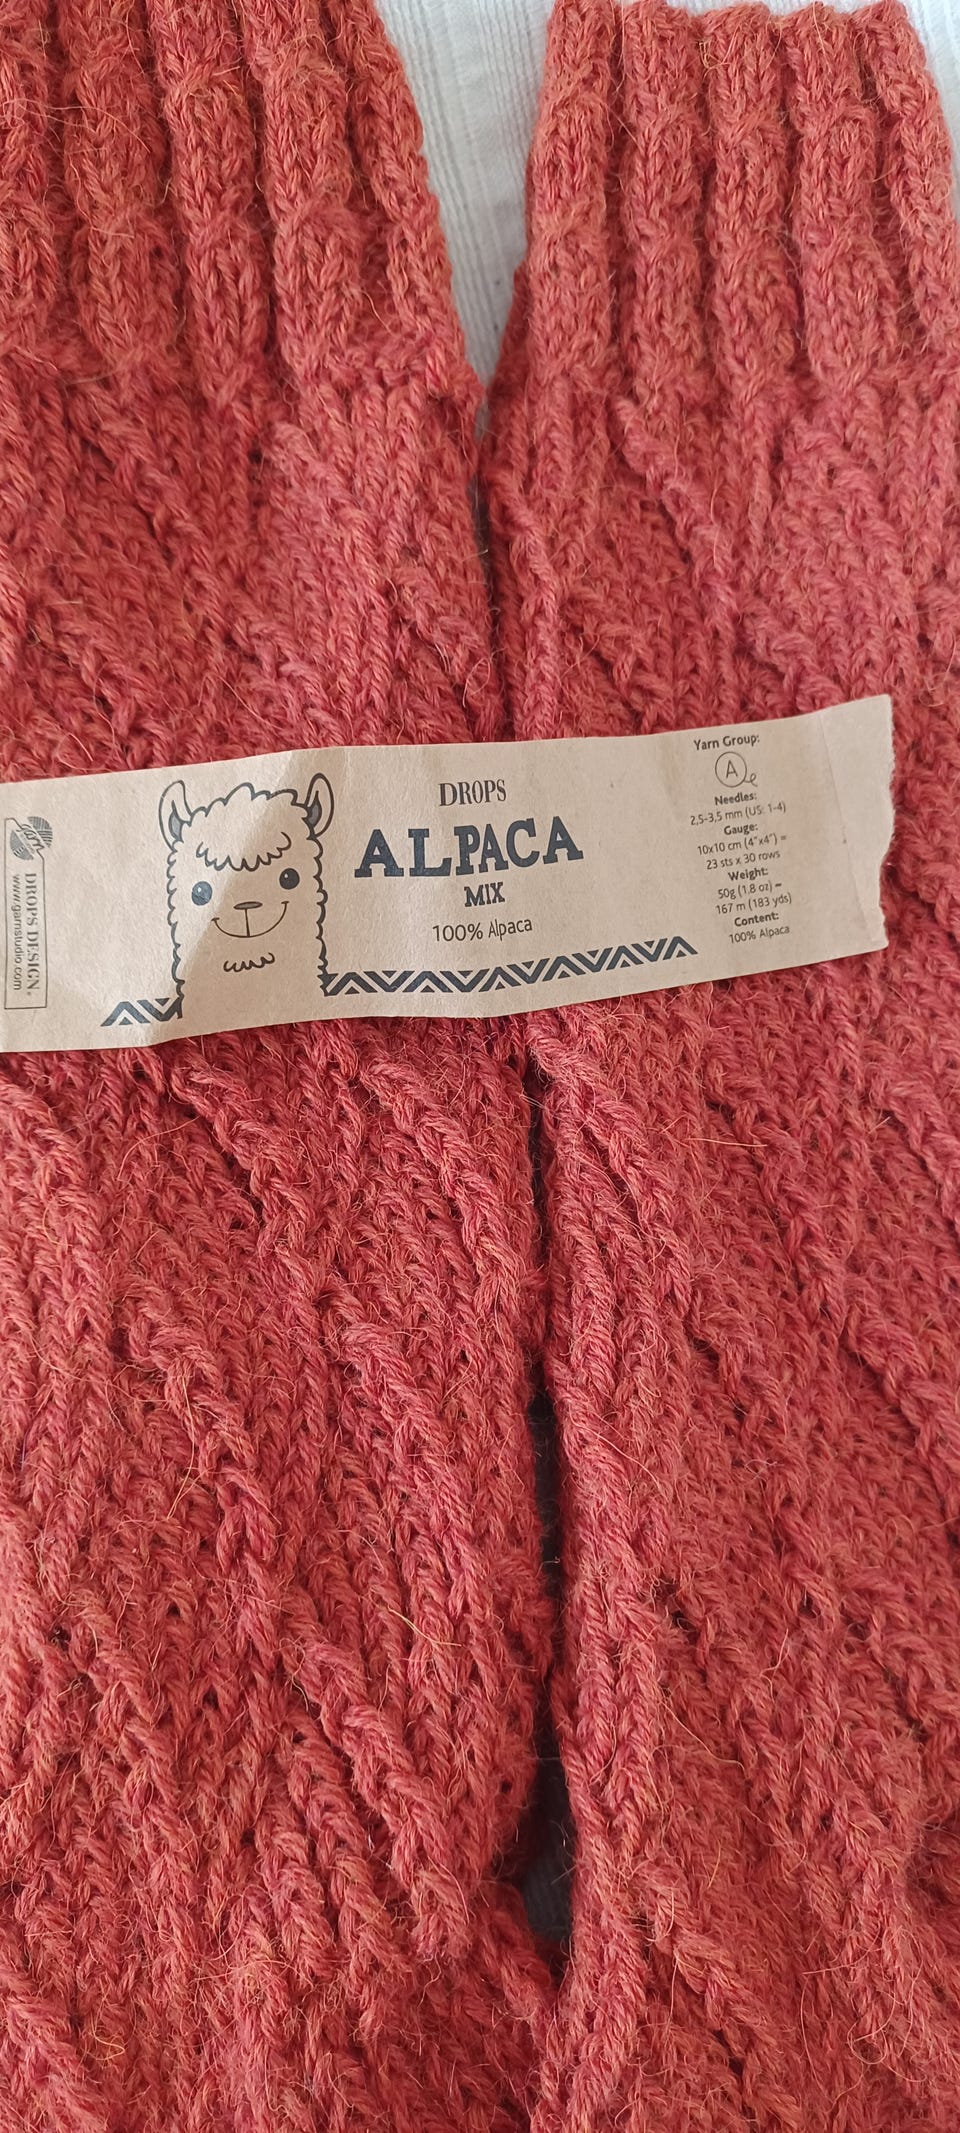 DROPS DESIGN®
www.garnstudio.com
DROPS
ALPACA
MIX
100% Alpaca
Yarn Group:
A
Needles:
2,5-3,5 mm (US: 1-4)
Gauge:
10x10 cm (4"x4") =
23 sts x 30 rows
Weight:
50g (1.8 oz) =
167 m (183 yds)
Content:
100% Alpaca